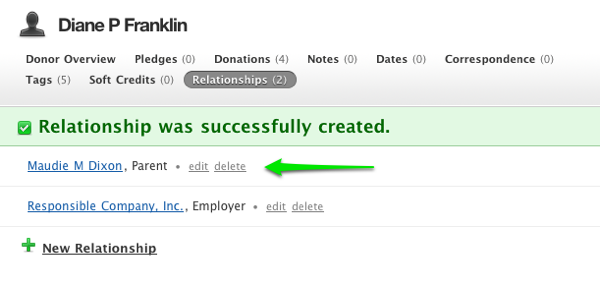 Diane P Franklin
Donor Overview Pledges (0) Donations (4) Notes (0) Dates (0) Correspondence (0)
Tags (5) Soft Credits (0) Relationships (2)
Relationship was successfully created.
Maudie M Dixon, Parent • edit delete
Responsible Company, Inc., Employer • edit delete
New Relationship